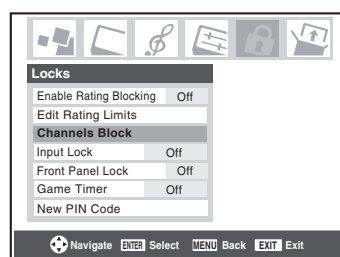 Locks
Enable Rating Blocking Off
Edit Rating Limits
Channels Block
Input Lock Off
Front Panel Lock Off
Game Timer Off
New PIN Code
Navigate ENTER Select MENU Back EXIT Exit